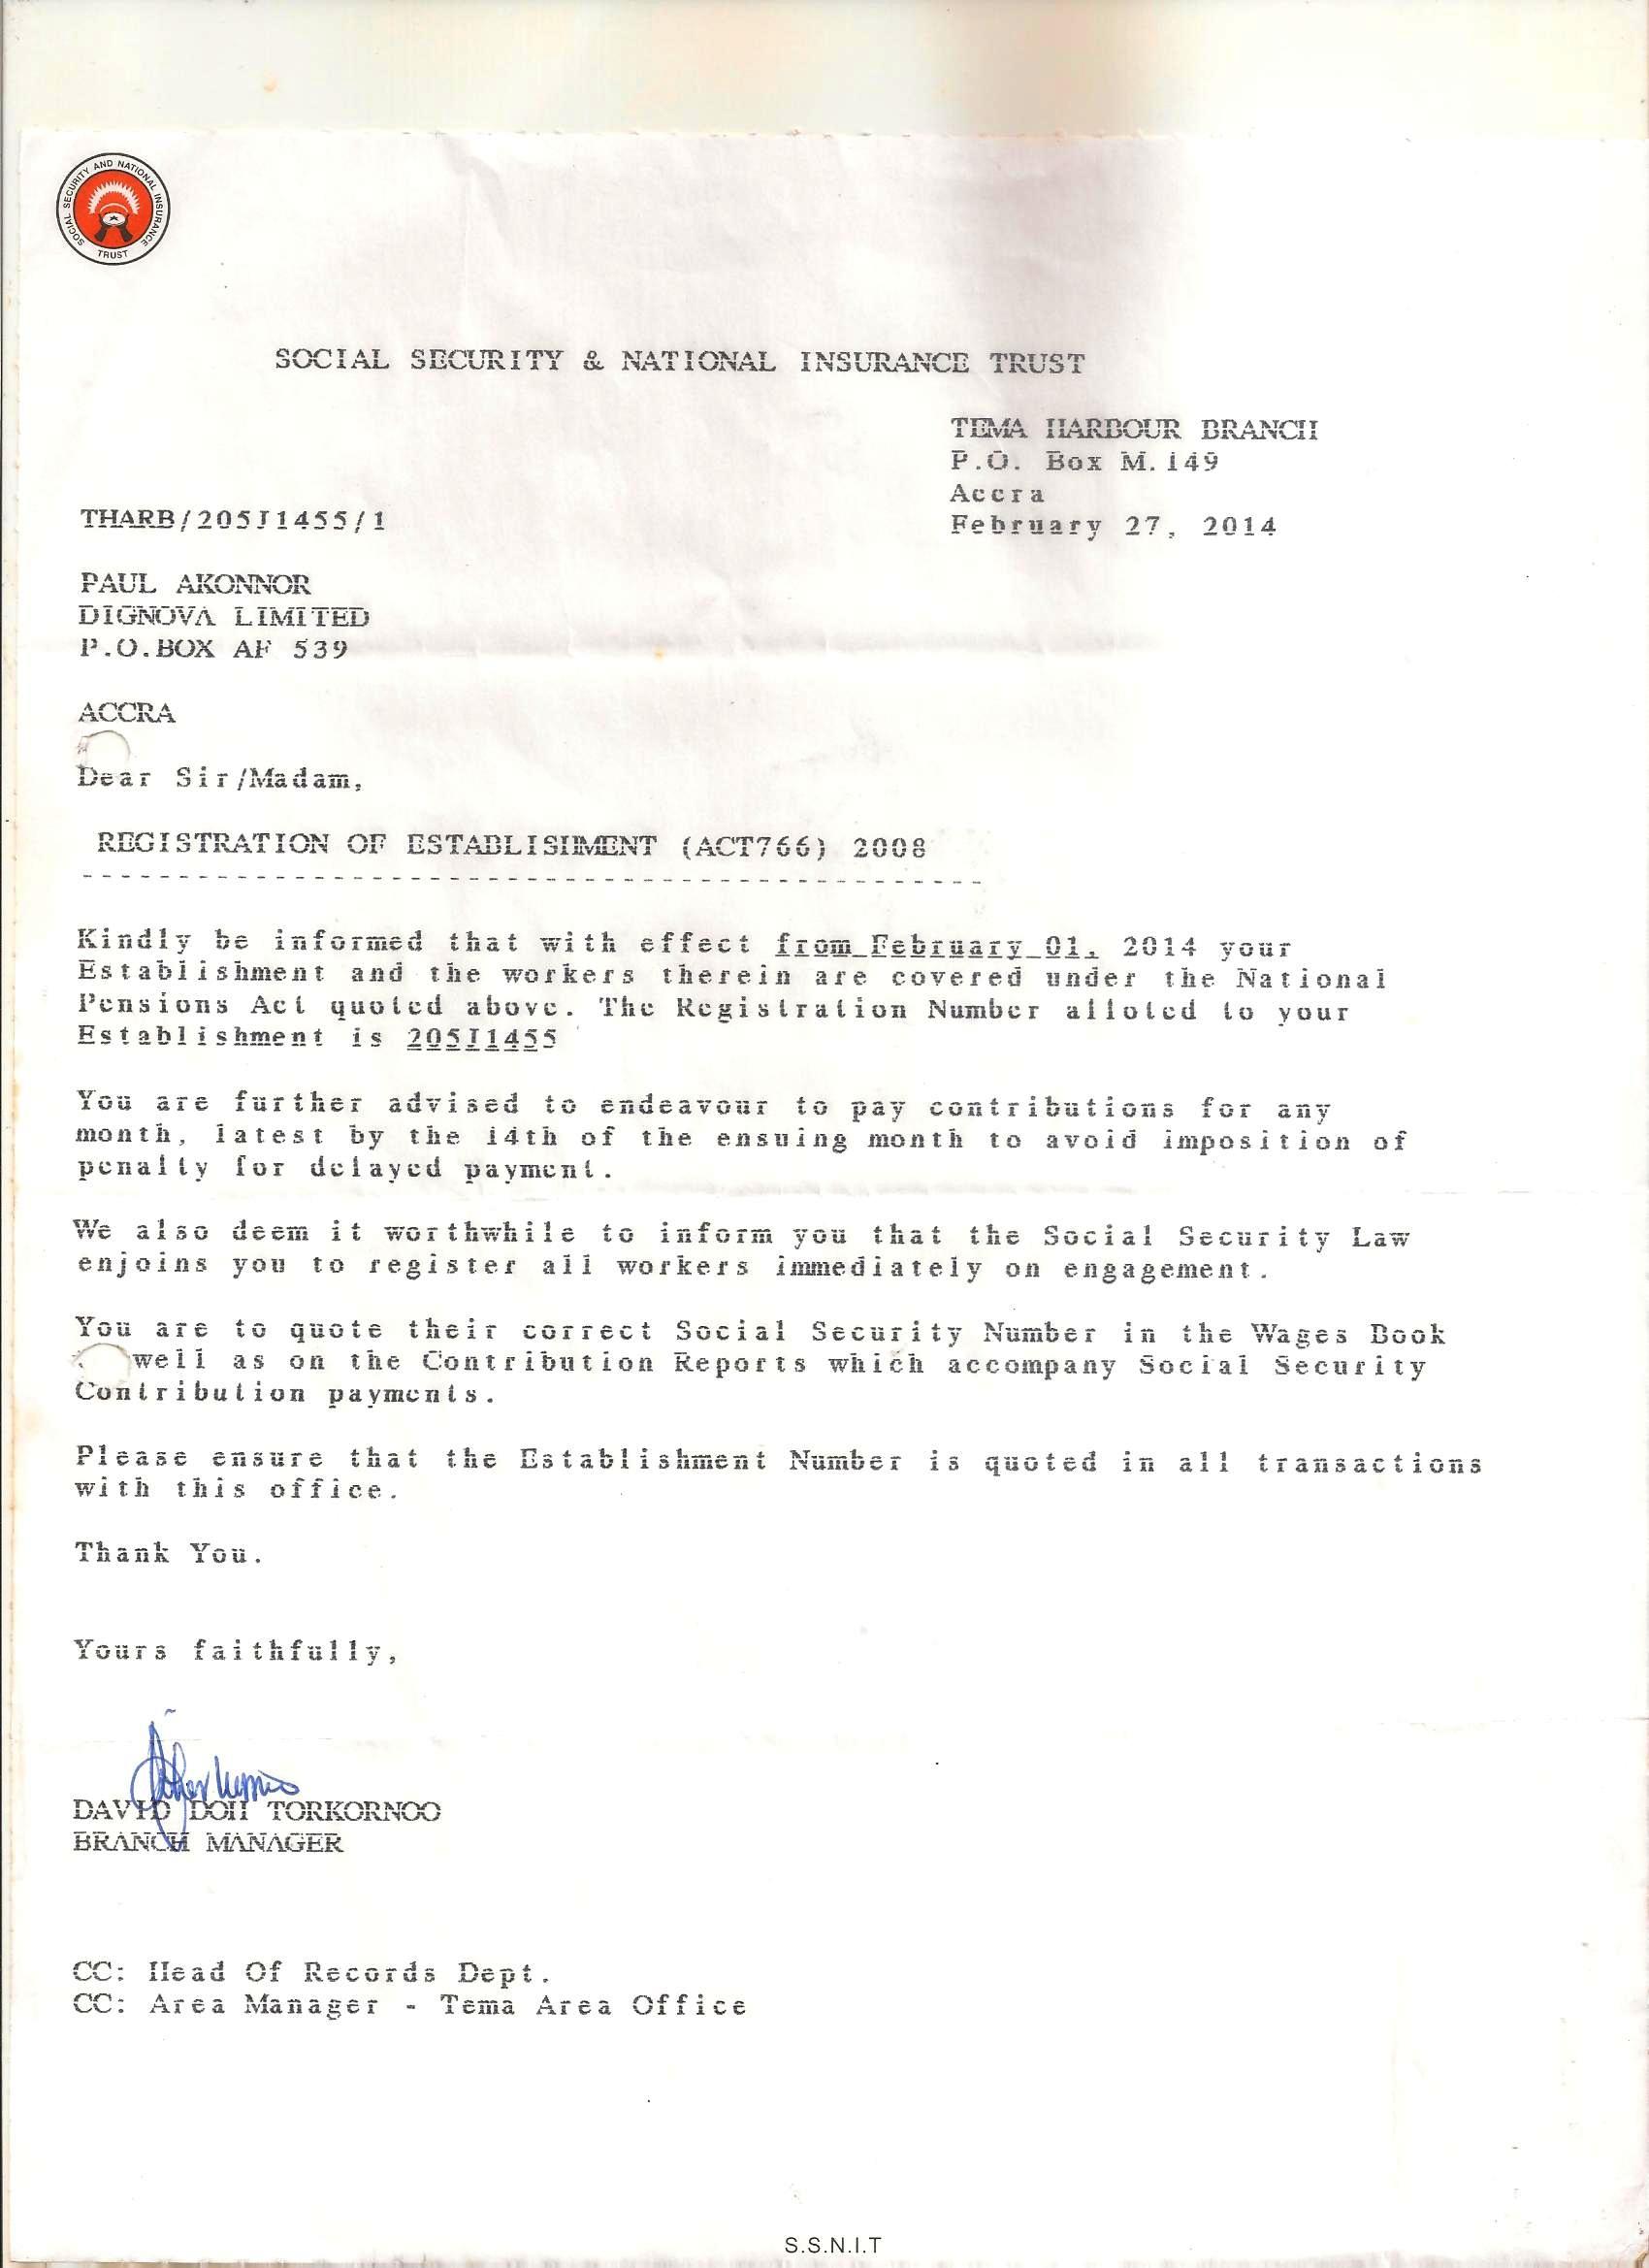 SOCIAL SECURITY AND NATIONAL INSURANCE TRUST
SOCIAL SECURITY & NATIONAL INSURANCE TRUST
TEMA HARBOUR BRANCH
P.O. Box M.149
Accra
February 27, 2014
THARB/205J1455/1
PAUL AKONNOR
DIGNOVA LIMITED
P.O.BOX AF 539
ACCRA
Dear Sir/Madam,
REGISTRATION OF ESTABLISHMENT (ACT766) 2008
Kindly be informed that with effect from February 01, 2014 your
Establishment and the workers therein are covered under the National
Pensions Act quoted above. The Registration Number alloted to your
Establishment is 205J1455
You are further advised to endeavour to pay contributions for any
month, latest by the 14th of the ensuing month to avoid imposition of
penalty for delayed payment.
We also deem it worthwhile to inform you that the Social Security Law
enjoins you to register all workers immediately on engagement.
You are to quote their correct Social Security Number in the Wages Book
well as on the Contribution Reports which accompany Social Security
Contribution payments.
Please ensure that the Establishment Number is quoted in all transactions
with this office.
Thank You.
Yours faithfully,
DAVID DOH TORKORNOO
BRANCH MANAGER
CC: Head Of Records Dept.
CC: Area Manager - Tema Area Office
S.S.N.I.T